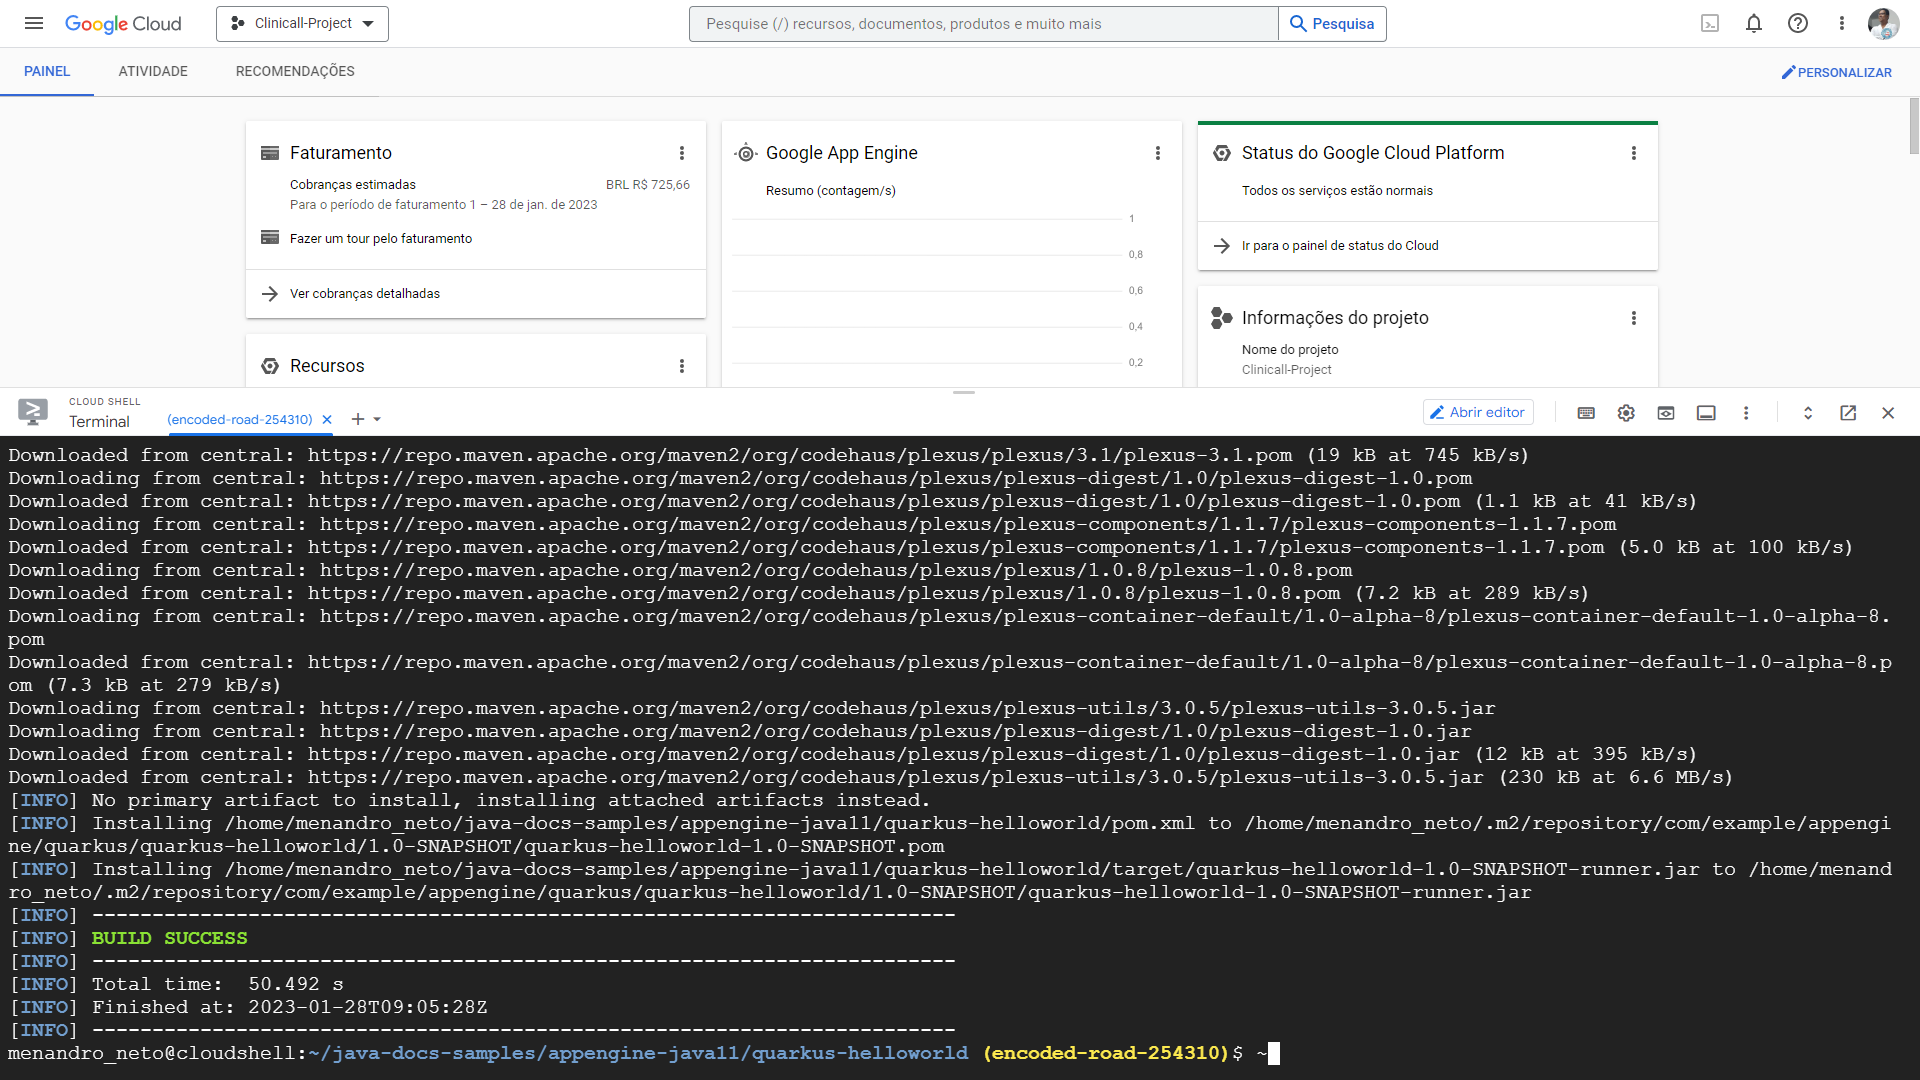 Google Cloud
Clinicall-Project
Pesquise (/) recursos, documentos, produtos e muito mais
Pesquisa
PAINEL
ATIVIDADE
RECOMENDAÇÕES
PERSONALIZAR
Faturamento
Cobranças estimadas
BRL R$ 725,66
Para o período de faturamento 1 – 28 de jan. de 2023
Fazer um tour pelo faturamento
Ver cobranças detalhadas
Recursos
Google App Engine
Resumo (contagem/s)
1
0,8
0,6
0,4
0,2
Status do Google Cloud Platform
Todos os serviços estão normais
Ir para o painel de status do Cloud
Informações do projeto
Nome do projeto
Clinicall-Project
CLOUD SHELL
Terminal
(encoded-road-254310)
Abrir editor
Downloaded from central: https://repo.maven.apache.org/maven2/org/codehaus/plexus/plexus/3.1/plexus-3.1.pom (19 kB at 745 kB/s)
Downloading from central: https://repo.maven.apache.org/maven2/org/codehaus/plexus/plexus-digest/1.0/plexus-digest-1.0.pom
Downloaded from central: https://repo.maven.apache.org/maven2/org/codehaus/plexus/plexus-digest/1.0/plexus-digest-1.0.pom (1.1 kB at 41 kB/s)
Downloading from central: https://repo.maven.apache.org/maven2/org/codehaus/plexus/plexus-components/1.1.7/plexus-components-1.1.7.pom
Downloaded from central: https://repo.maven.apache.org/maven2/org/codehaus/plexus/plexus-components/1.1.7/plexus-components-1.1.7.pom (5.0 kB at 100 kB/s)
Downloading from central: https://repo.maven.apache.org/maven2/org/codehaus/plexus/plexus/1.0.8/plexus-1.0.8.pom
Downloaded from central: https://repo.maven.apache.org/maven2/org/codehaus/plexus/plexus/1.0.8/plexus-1.0.8.pom (7.2 kB at 289 kB/s)
Downloading from central: https://repo.maven.apache.org/maven2/org/codehaus/plexus/plexus-container-default/1.0-alpha-8/plexus-container-default-1.0-alpha-8.
pom
Downloaded from central: https://repo.maven.apache.org/maven2/org/codehaus/plexus/plexus-container-default/1.0-alpha-8/plexus-container-default-1.0-alpha-8.p
om (7.3 kB at 279 kB/s)
Downloading from central: https://repo.maven.apache.org/maven2/org/codehaus/plexus/plexus-utils/3.0.5/plexus-utils-3.0.5.jar
Downloading from central: https://repo.maven.apache.org/maven2/org/codehaus/plexus/plexus-digest/1.0/plexus-digest-1.0.jar
Downloaded from central: https://repo.maven.apache.org/maven2/org/codehaus/plexus/plexus-digest/1.0/plexus-digest-1.0.jar (12 kB at 395 kB/s)
Downloaded from central: https://repo.maven.apache.org/maven2/org/codehaus/plexus/plexus-utils/3.0.5/plexus-utils-3.0.5.jar (230 kB at 6.6 MB/s)
[INFO] No primary artifact to install, installing attached artifacts instead.
[INFO] Installing /home/menandro_neto/java-docs-samples/appengine-java11/quarkus-helloworld/pom.xml to /home/menandro_neto/.m2/repository/com/example/appengi
ne/quarkus/quarkus-helloworld/1.0-SNAPSHOT/quarkus-helloworld-1.0-SNAPSHOT.pom
[INFO] Installing /home/menandro_neto/java-docs-samples/appengine-java11/quarkus-helloworld/target/quarkus-helloworld-1.0-SNAPSHOT-runner.jar to /home/menand
ro_neto/.m2/repository/com/example/appengine/quarkus/quarkus-helloworld/1.0-SNAPSHOT/quarkus-helloworld-1.0-SNAPSHOT-runner.jar
[INFO] ------------------------------------------------------------------------
[INFO] BUILD SUCCESS
[INFO] ------------------------------------------------------------------------
[INFO] Total time:  50.492 s
[INFO] Finished at: 2023-01-28T09:05:28Z
[INFO] ------------------------------------------------------------------------
menandro_neto@cloudshell:~/java-docs-samples/appengine-java11/quarkus-helloworld (encoded-road-254310)$ ~